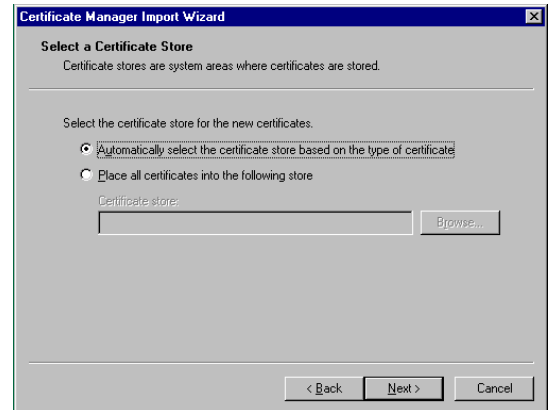 Certificate Manager Import Wizard
Select a Certificate Store
Certificate stores are system areas where certificates are stored.
Select the certificate store for the new certificates.
Automatically select the certificate store based on the type of certificate
Place all certificates into the following store
Certificate store:
Browse...
< Back Next > Cancel